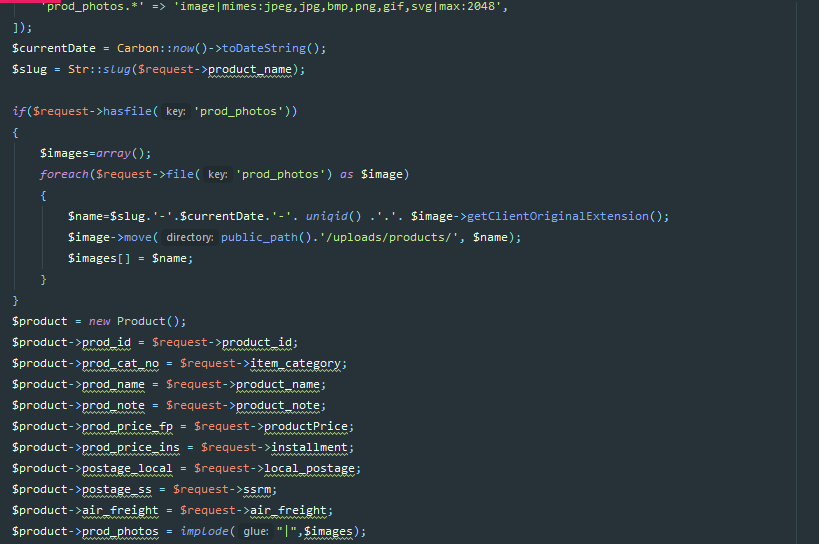 'prod_photos.*' => 'image|mimes:jpeg,jpg,bmp,png,gif,svg|max:2048',
]);
$currentDate = Carbon::now()->toDateString();
$slug = Str::slug($request->product_name);
if($request->hasfile( key: 'prod_photos'))
{
$images=array();
foreach($request->file( key: 'prod_photos') as $image)
{
$name=$slug.'-'.$currentDate.'-'. uniqid() .'.'. $image->getClientOriginalExtension();
$image->move( directory: public_path().'/uploads/products/', $name);
$images[] = $name;
}
}
$product = new Product();
$product->prod_id = $request->product_id;
$product->prod_cat_no = $request->item_category;
$product->prod_name = $request->product_name;
$product->prod_note = $request->product_note;
$product->prod_price_fp = $request->productPrice;
$product->prod_price_ins = $request->installment;
$product->postage_local = $request->local_postage;
$product->postage_ss = $request->ssrm;
$product->air_freight = $request->air_freight;
$product->prod_photos = implode( glue: "|",$images);